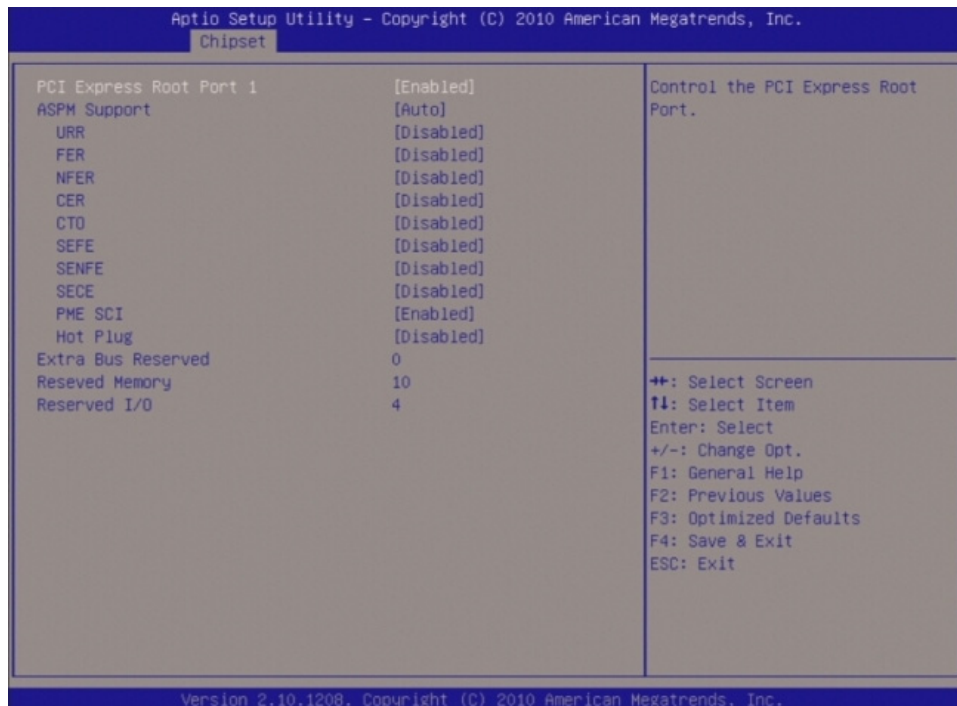 Aptio Setup Utility – Copyright (C) 2010 American Megatrends, Inc.
Chipset
PCI Express Root Port 1 [Enabled]
ASPM Support [Auto]
URR [Disabled]
FER [Disabled]
NFER [Disabled]
CER [Disabled]
CTO [Disabled]
SEFE [Disabled]
SENFE [Disabled]
SECE [Disabled]
PME SCI [Enabled]
Hot Plug [Disabled]
Extra Bus Reserved 0
Reseved Memory 10
Reserved I/O 4
Control the PCI Express Root
Port.
→←: Select Screen
↑↓: Select Item
Enter: Select
+/-: Change Opt.
F1: General Help
F2: Previous Values
F3: Optimized Defaults
F4: Save & Exit
ESC: Exit
Version 2.10.1208. Copyright (C) 2010 American Megatrends, Inc.